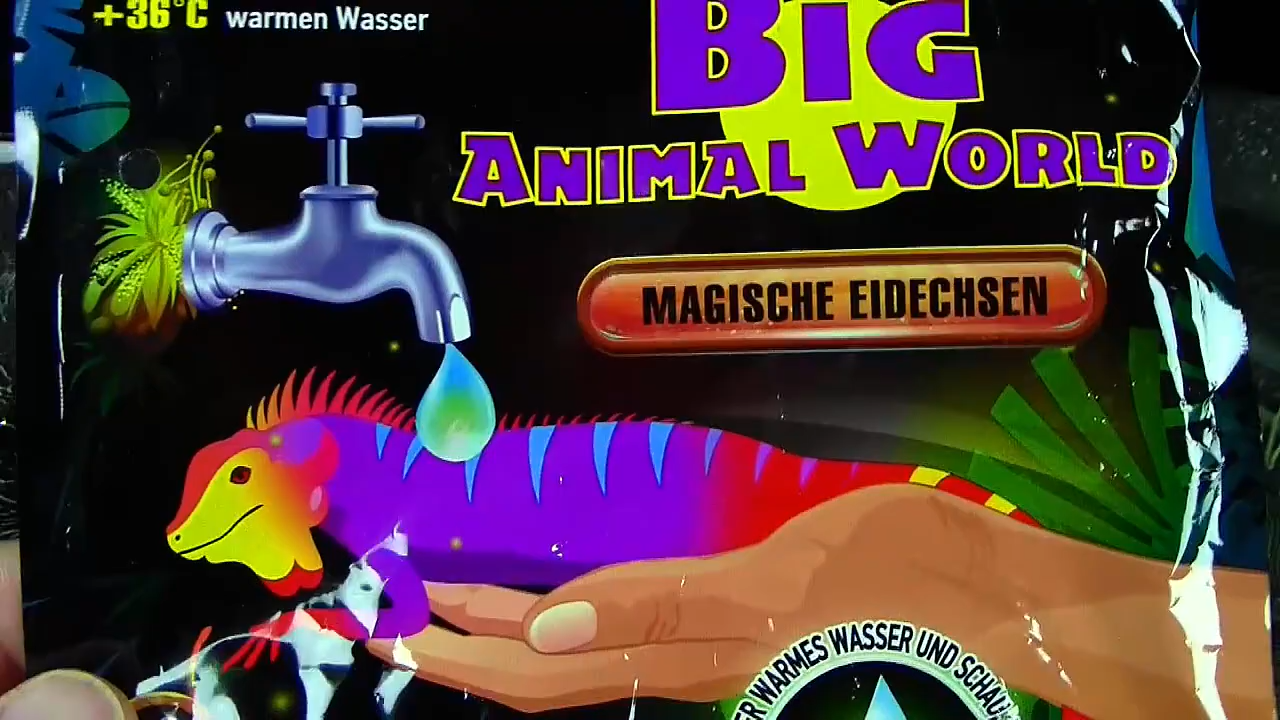 +36°C warmen Wasser
BIG
ANIMAL WORLD
MAGISCHE EIDECHSEN
WARMES WASSER UND